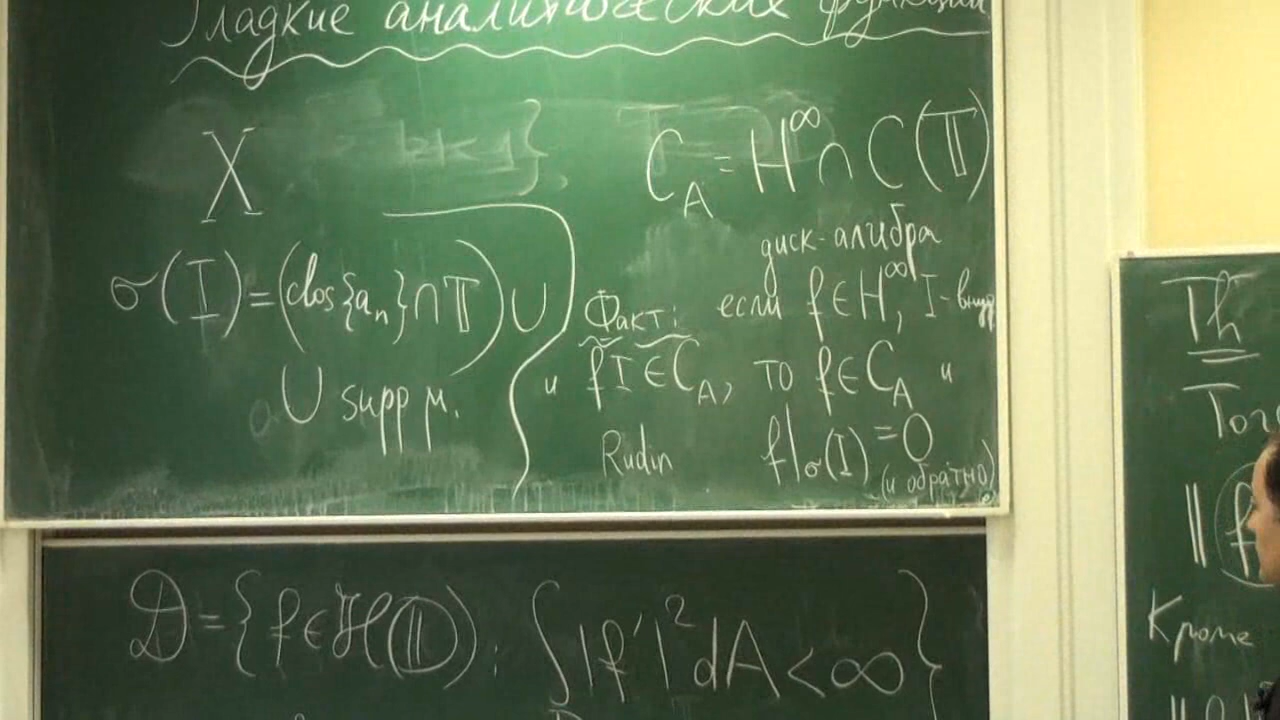 Гладкие аналитические функции
X
C_A = H^∞ ∩ C(𝕋)
диск-алгебра
σ(I) = (clos{a_n} ∩ 𝕋) ∪
∪ supp μ.
Факт: если f ∈ H^∞, I - внутр
и fI ∈ C_A, то f ∈ C_A и
Rudin f|σ(I) = 0
(и обратно)
𝒟 = {f ∈ ℋ(𝔻) : ∫|f'|² dA < ∞}
Th
Кроме